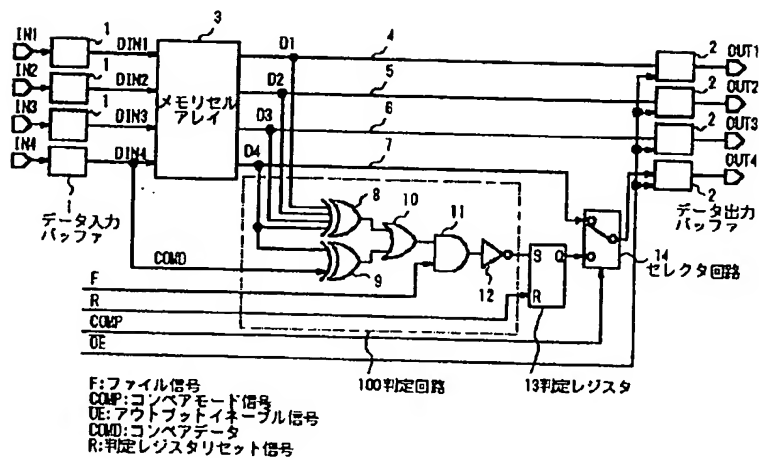 IN1
1
DIN1
3
D1
4
2
OUT1
IN2
1
DIN2
D2
5
2
OUT2
メモリセル
アレイ
IN3
1
DIN3
D3
6
2
OUT3
IN4
DIN4
D4
7
OUT4
1
データ入力
バッファ
8
10
11
2
データ出力
バッファ
14
セレクタ回路
COMD
9
12
S
Q
R
F
R
COMP
OE
100判定回路
13判定レジスタ
F:ファイル信号
COMP:コンペアモード信号
OE:アウトプットイネーブル信号
COMD:コンペアデータ
R:判定レジスタリセット信号